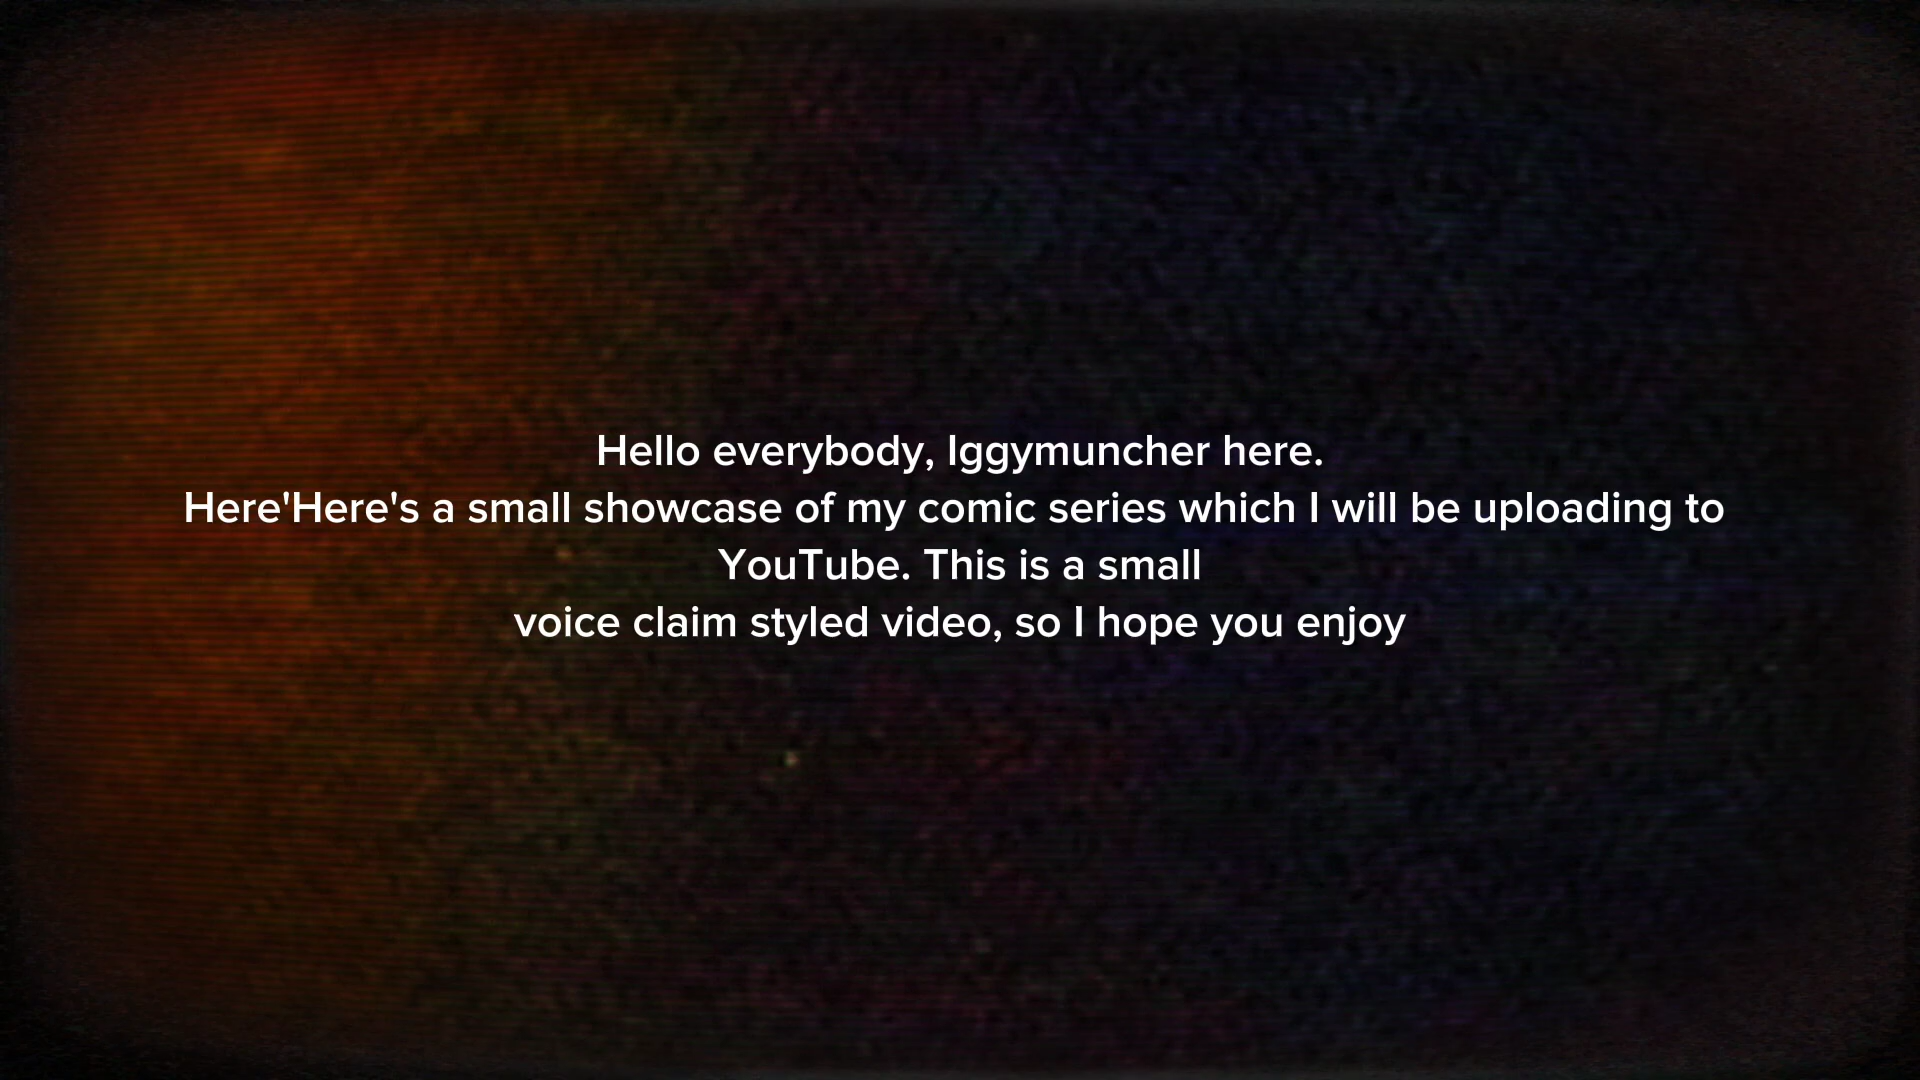 Hello everybody, Iggymuncher here.
Here'Here's a small showcase of my comic series which I will be uploading to
YouTube. This is a small
voice claim styled video, so I hope you enjoy